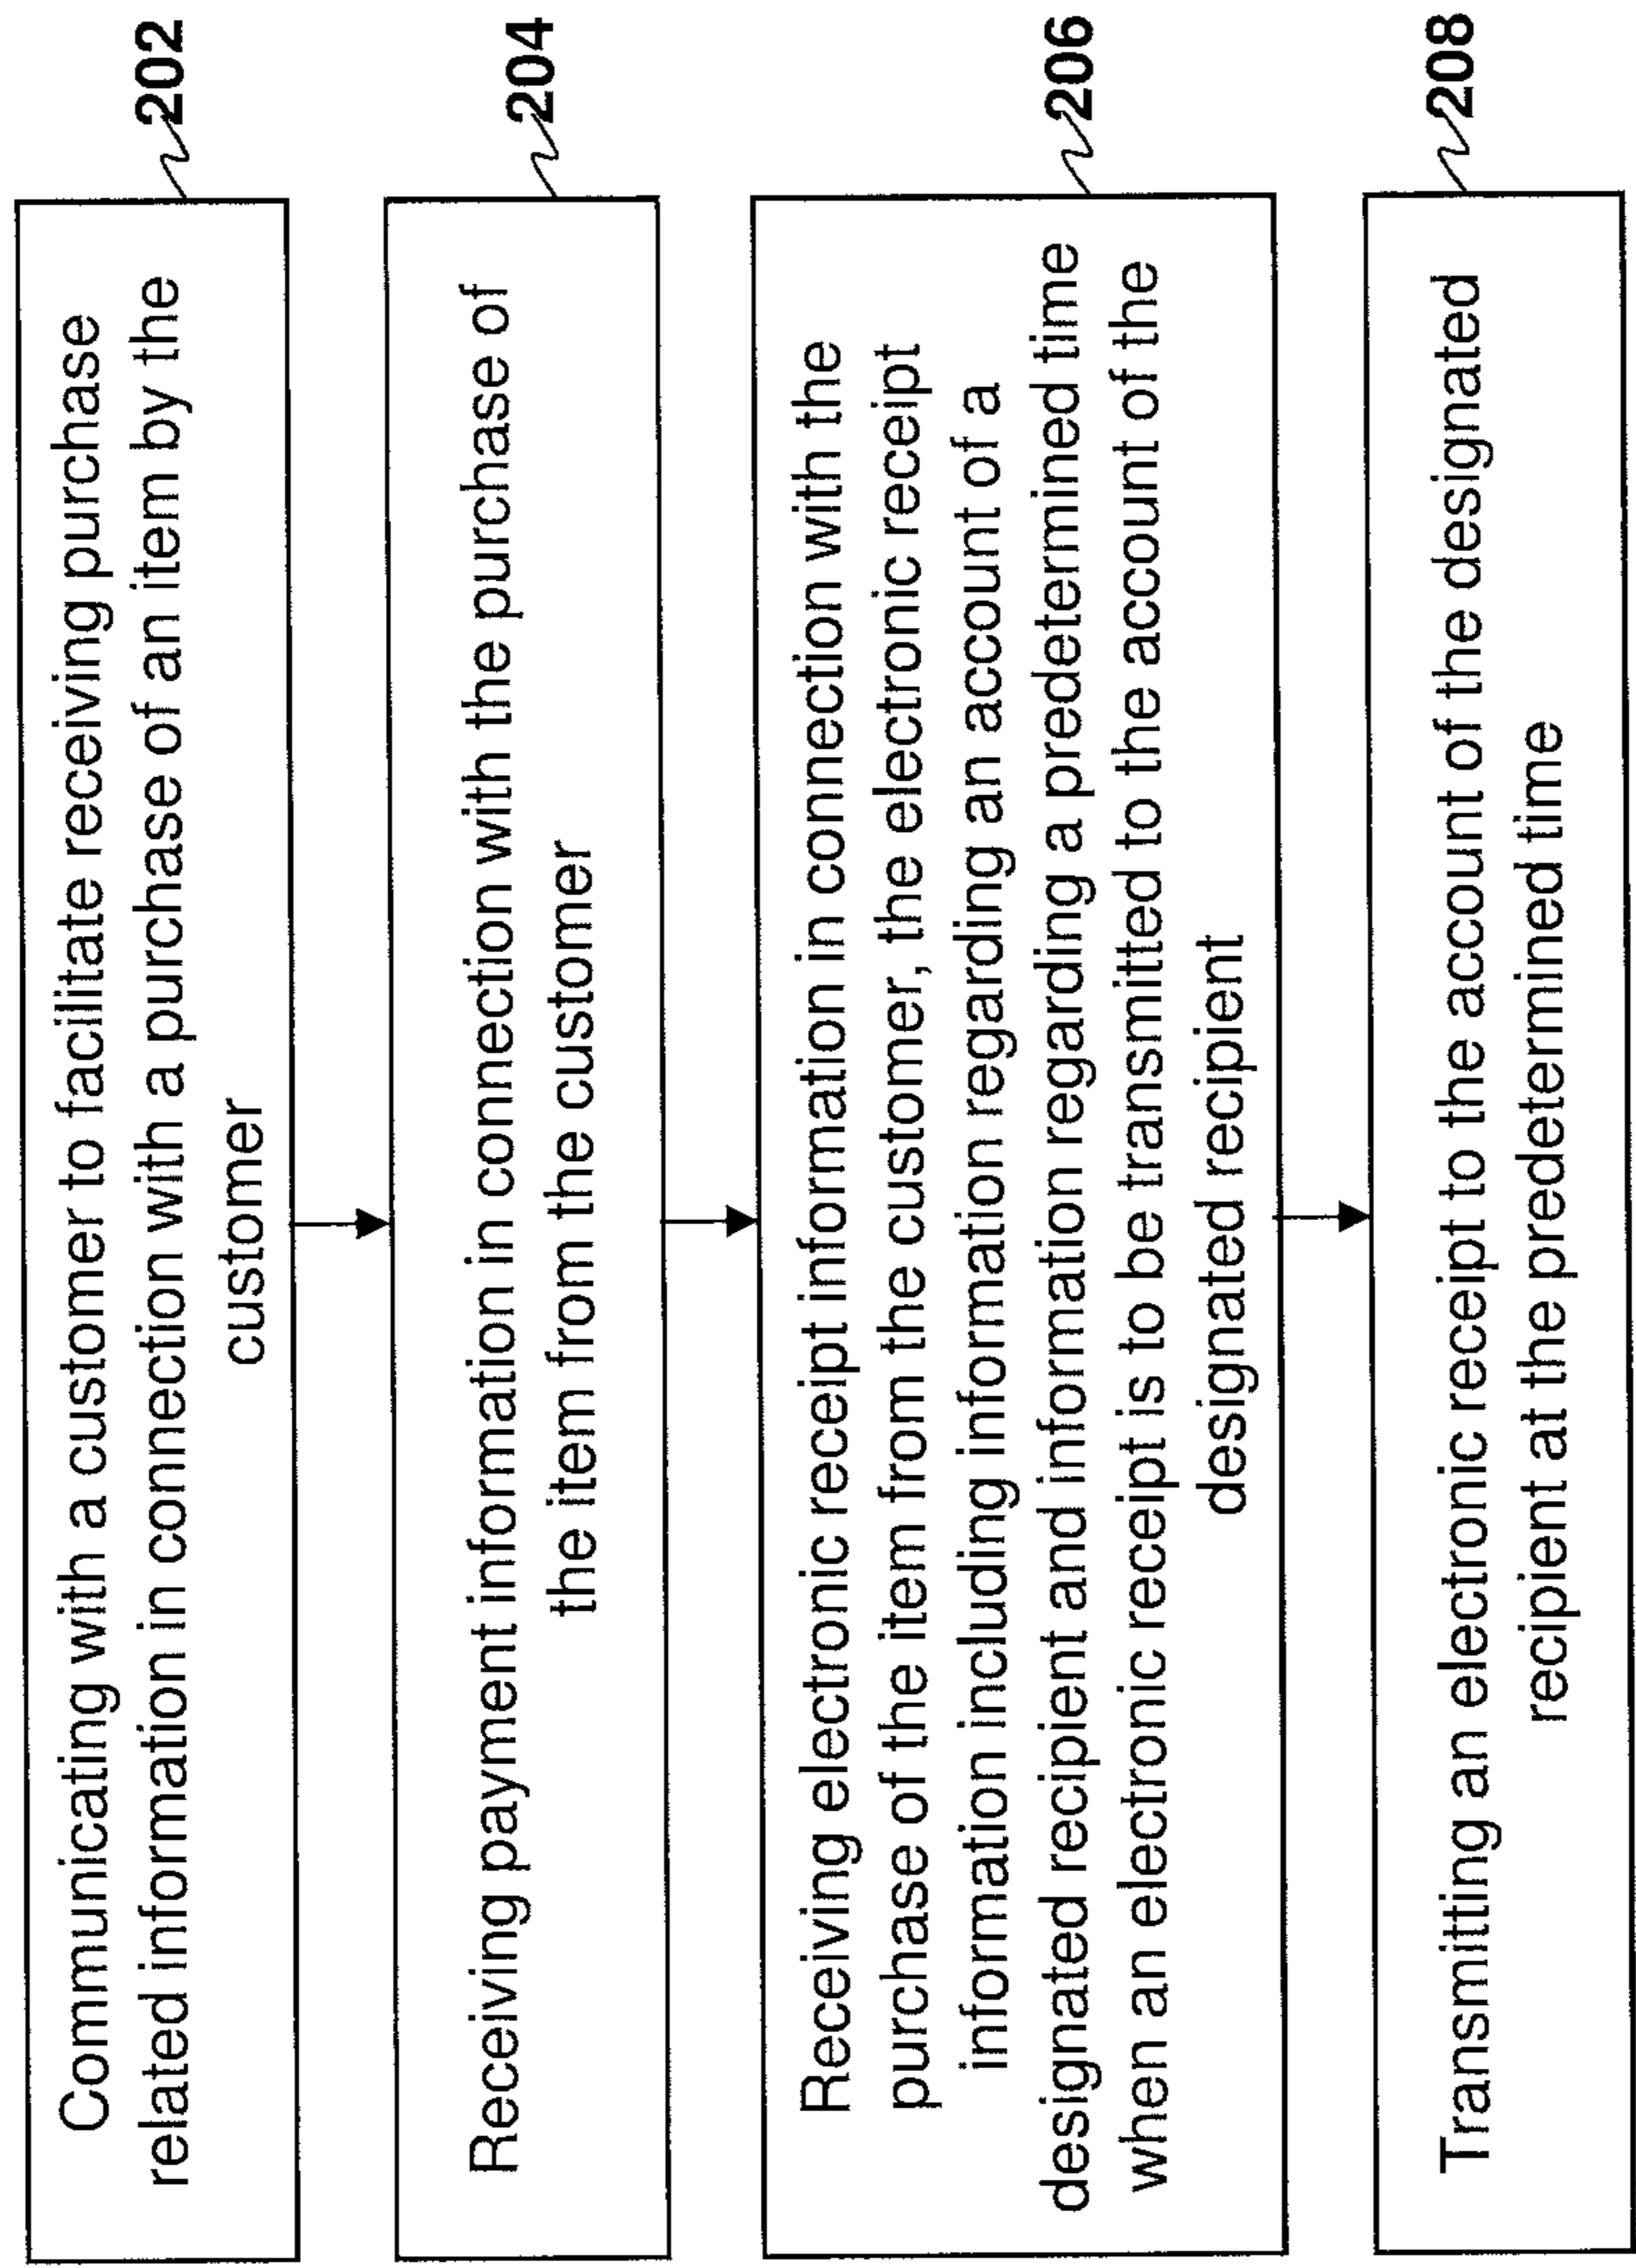 Communicating with a customer to facilitate receiving purchase
related information in connection with a purchase of an item by the
customer
202
Receiving payment information in connection with the purchase of
the item from the customer
204
Receiving electronic receipt information in connection with the
purchase of the item from the customer, the electronic receipt
information including information regarding an account of a
designated recipient and information regarding a predetermined time
when an electronic receipt is to be transmitted to the account of the
designated recipient
206
Transmitting an electronic receipt to the account of the designated
recipient at the predetermined time
208